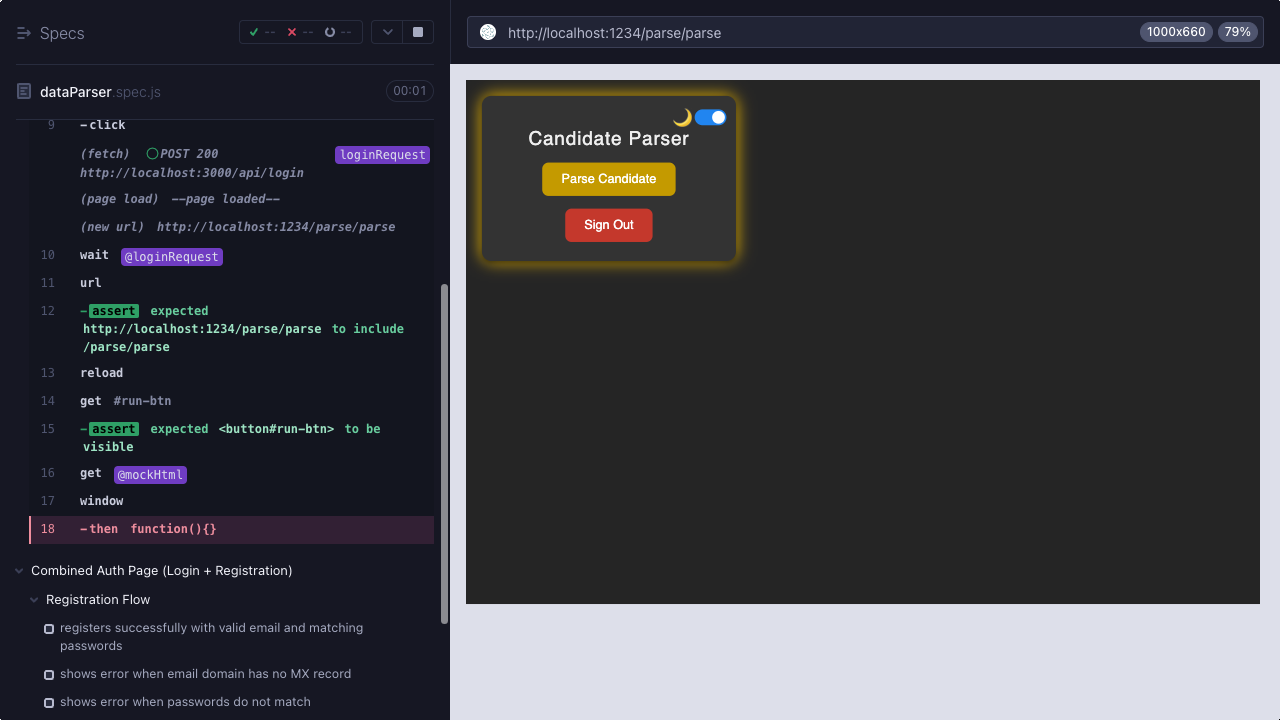 Specs
-- -- --
dataParser.spec.js
00:01
9 -click
(fetch) POST 200 loginRequest
http://localhost:3000/api/login
(page load) --page loaded--
(new url) http://localhost:1234/parse/parse
10 wait @loginRequest
11 url
12 -assert expected
http://localhost:1234/parse/parse to include
/parse/parse
13 reload
14 get #run-btn
15 -assert expected <button#run-btn> to be
visible
16 get @mockHtml
17 window
18 -then function(){}
Combined Auth Page (Login + Registration)
Registration Flow
registers successfully with valid email and matching
passwords
shows error when email domain has no MX record
shows error when passwords do not match
http://localhost:1234/parse/parse
1000x660 79%
Candidate Parser
Parse Candidate
Sign Out